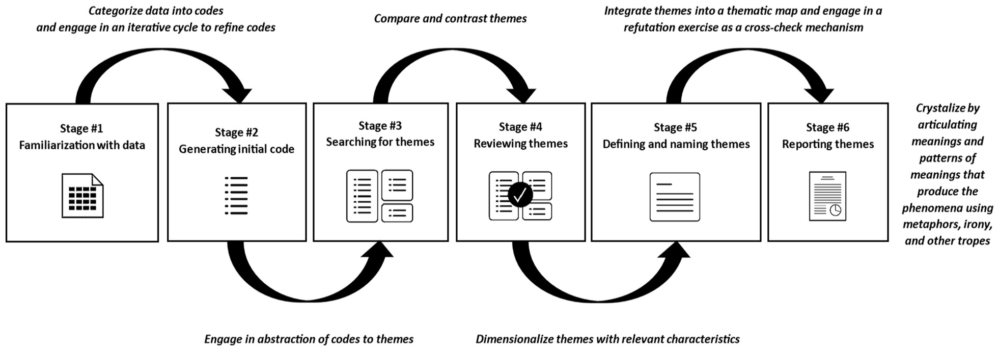 Categorize data into codes
and engage in an iterative cycle to refine codes
Compare and contrast themes
Integrate themes into a thematic map and engage in a
refutation exercise as a cross-check mechanism
Stage #1
Familiarization with data
Stage #2
Generating initial code
Stage #3
Searching for themes
Stage #4
Reviewing themes
Stage #5
Defining and naming themes
Stage #6
Reporting themes
Crystalize by
articulating
meanings and
patterns of
meanings that
produce the
phenomena using
metaphors, irony,
and other tropes
Engage in abstraction of codes to themes
Dimensionalize themes with relevant characteristics